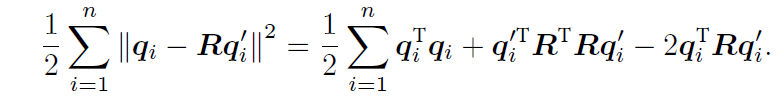 \frac{1}{2} \sum_{i=1}^{n} \| \boldsymbol{q}_i - \boldsymbol{R}\boldsymbol{q}_i' \|^2 = \frac{1}{2} \sum_{i=1}^{n} \boldsymbol{q}_i^{\mathrm{T}} \boldsymbol{q}_i + \boldsymbol{q}_i'^{\mathrm{T}} \boldsymbol{R}^{\mathrm{T}} \boldsymbol{R} \boldsymbol{q}_i' - 2\boldsymbol{q}_i^{\mathrm{T}} \boldsymbol{R} \boldsymbol{q}_i'.